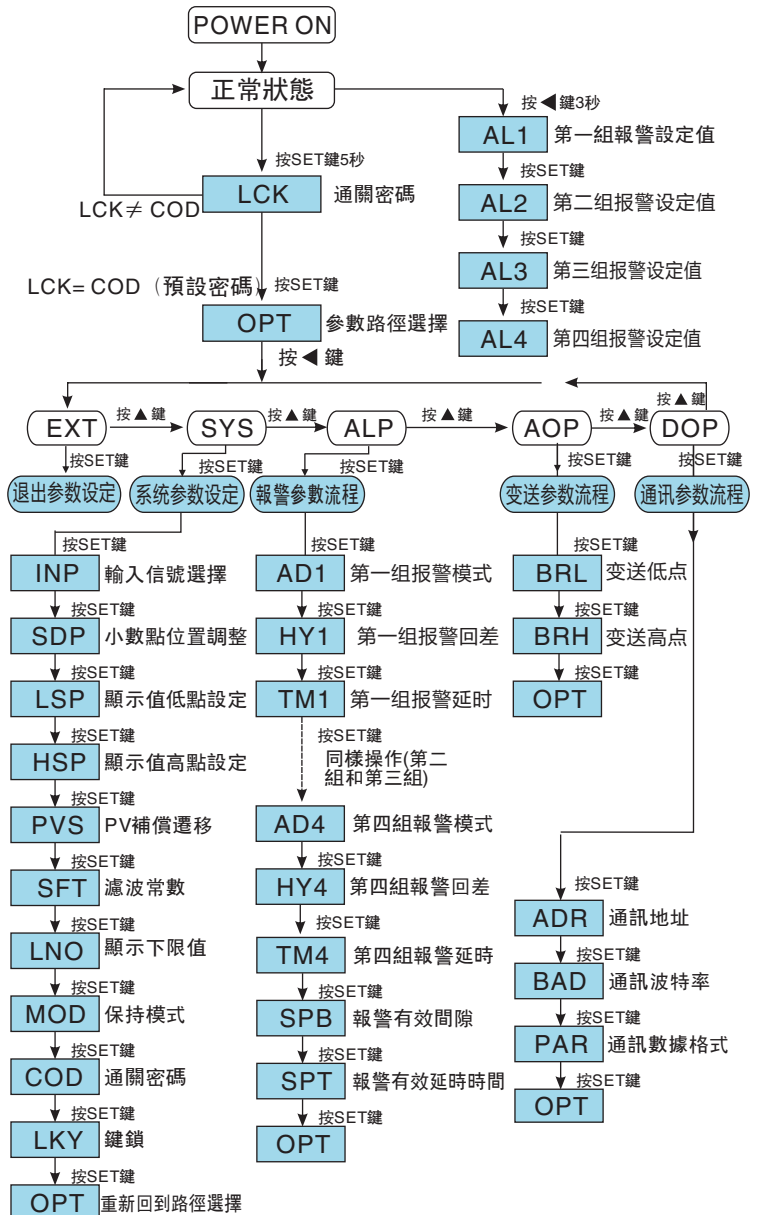 POWER ON
正常狀態
按◀鍵3秒
AL1 第一組報警設定值
按SET鍵
AL2 第二组报警设定值
按SET鍵
AL3 第三组报警设定值
按SET鍵
AL4 第四组报警设定值
按SET鍵5秒
LCK 通關密碼
LCK≠ COD
LCK= COD（預設密碼）按SET鍵
OPT 參數路徑選擇
按◀鍵
EXT 按▲鍵 SYS 按▲鍵 ALP 按▲鍵 AOP 按▲鍵 DOP 按▲鍵
按SET鍵 按SET鍵 按SET鍵 按SET鍵 按SET鍵
退出参数设定 系统参数设定 報警參數流程 变送参数流程 通讯参数流程
按SET鍵
INP 輸入信號選擇
按SET鍵
SDP 小數點位置調整
按SET鍵
LSP 顯示值低點設定
按SET鍵
HSP 顯示值高點設定
按SET鍵
PVS PV補償遷移
按SET鍵
SFT 濾波常數
按SET鍵
LNO 顯示下限值
按SET鍵
MOD 保持模式
按SET鍵
COD 通關密碼
按SET鍵
LKY 鍵鎖
按SET鍵
OPT 重新回到路徑選擇
按SET鍵
AD1 第一组报警模式
按SET鍵
HY1 第一组报警回差
按SET鍵
TM1 第一组报警延时
按SET鍵
同樣操作(第二
組和第三組)
AD4 第四組報警模式
按SET鍵
HY4 第四組報警回差
按SET鍵
TM4 第四組報警延時
按SET鍵
SPB 報警有效間隙
按SET鍵
SPT 報警有效延時時間
按SET鍵
OPT
按SET鍵
BRL 变送低点
按SET鍵
BRH 变送高点
按SET鍵
OPT
按SET鍵
ADR 通訊地址
按SET鍵
BAD 通訊波特率
按SET鍵
PAR 通訊數據格式
按SET鍵
OPT